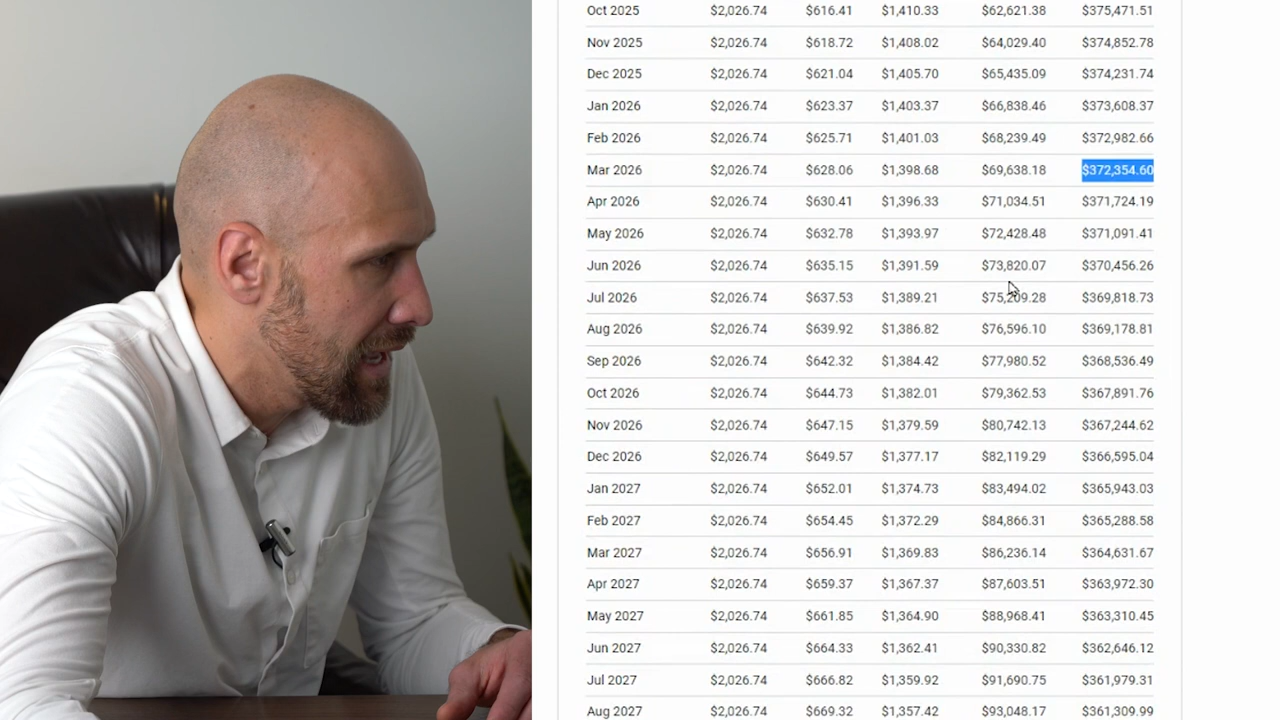 Oct 2025 $2,026.74 $616.41 $1,410.33 $62,621.38 $375,471.51
Nov 2025 $2,026.74 $618.72 $1,408.02 $64,029.40 $374,852.78
Dec 2025 $2,026.74 $621.04 $1,405.70 $65,435.09 $374,231.74
Jan 2026 $2,026.74 $623.37 $1,403.37 $66,838.46 $373,608.37
Feb 2026 $2,026.74 $625.71 $1,401.03 $68,239.49 $372,982.66
Mar 2026 $2,026.74 $628.06 $1,398.68 $69,638.18 $372,354.60
Apr 2026 $2,026.74 $630.41 $1,396.33 $71,034.51 $371,724.19
May 2026 $2,026.74 $632.78 $1,393.97 $72,428.48 $371,091.41
Jun 2026 $2,026.74 $635.15 $1,391.59 $73,820.07 $370,456.26
Jul 2026 $2,026.74 $637.53 $1,389.21 $75,209.28 $369,818.73
Aug 2026 $2,026.74 $639.92 $1,386.82 $76,596.10 $369,178.81
Sep 2026 $2,026.74 $642.32 $1,384.42 $77,980.52 $368,536.49
Oct 2026 $2,026.74 $644.73 $1,382.01 $79,362.53 $367,891.76
Nov 2026 $2,026.74 $647.15 $1,379.59 $80,742.13 $367,244.62
Dec 2026 $2,026.74 $649.57 $1,377.17 $82,119.29 $366,595.04
Jan 2027 $2,026.74 $652.01 $1,374.73 $83,494.02 $365,943.03
Feb 2027 $2,026.74 $654.45 $1,372.29 $84,866.31 $365,288.58
Mar 2027 $2,026.74 $656.91 $1,369.83 $86,236.14 $364,631.67
Apr 2027 $2,026.74 $659.37 $1,367.37 $87,603.51 $363,972.30
May 2027 $2,026.74 $661.85 $1,364.90 $88,968.41 $363,310.45
Jun 2027 $2,026.74 $664.33 $1,362.41 $90,330.82 $362,646.12
Jul 2027 $2,026.74 $666.82 $1,359.92 $91,690.75 $361,979.31
Aug 2027 $2,026.74 $669.32 $1,357.42 $93,048.17 $361,309.99